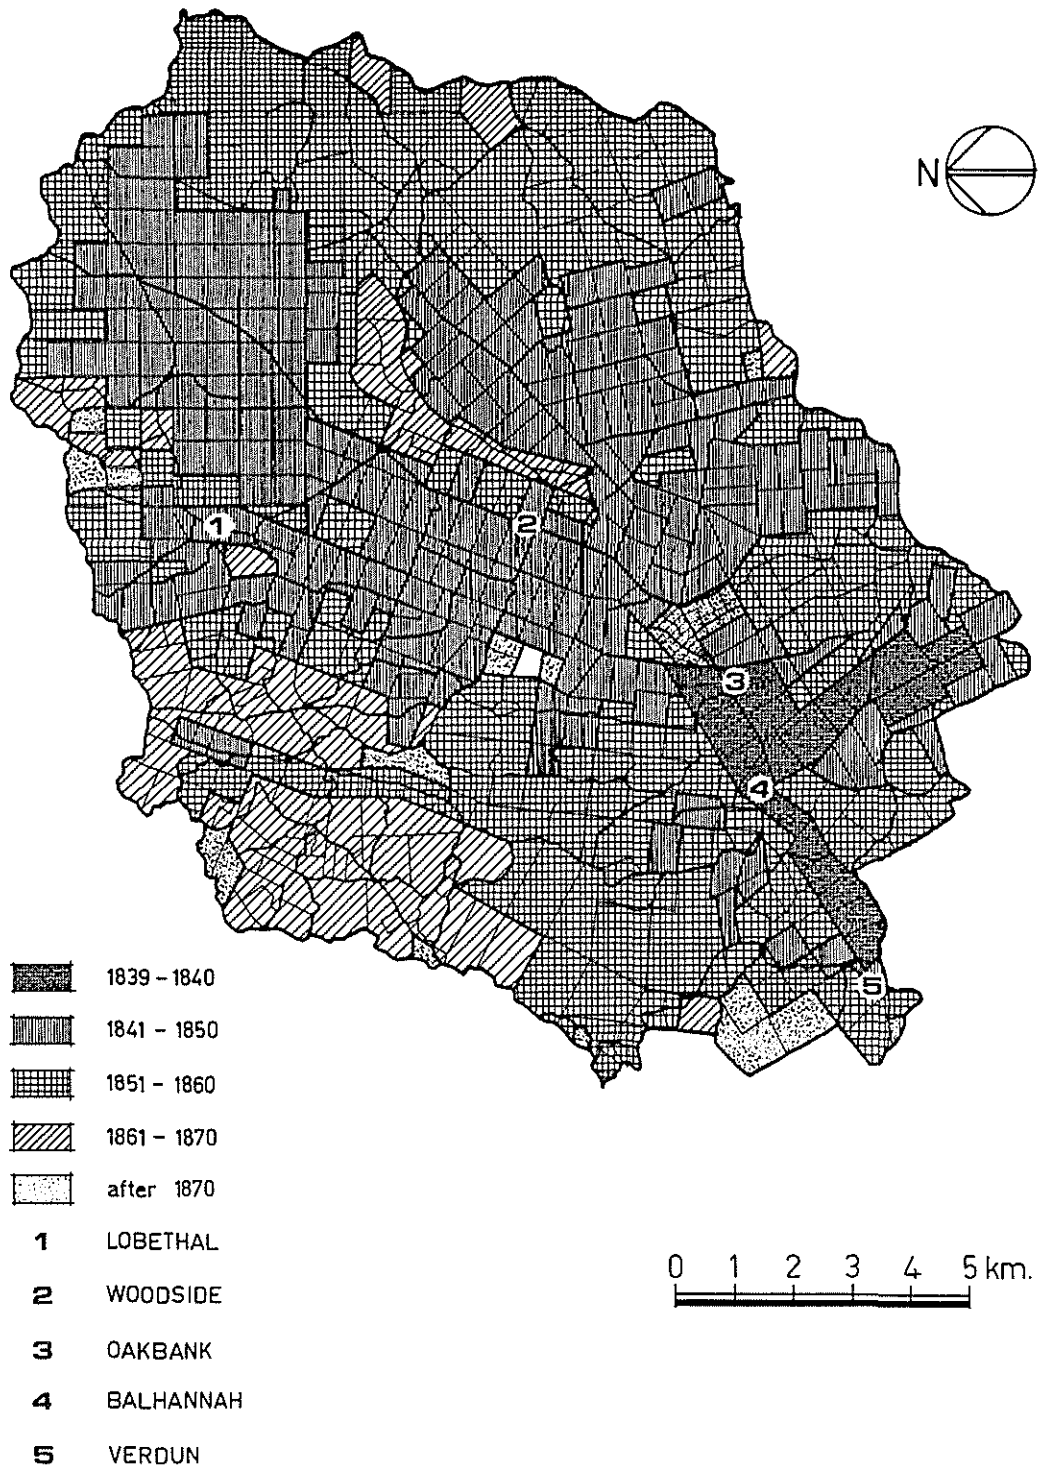 N
1
2
3
4
5
1839 – 1840
1841 – 1850
1851 – 1860
1861 – 1870
after 1870
1 LOBETHAL
2 WOODSIDE
3 OAKBANK
4 BALHANNAH
5 VERDUN
0 1 2 3 4 5 km.